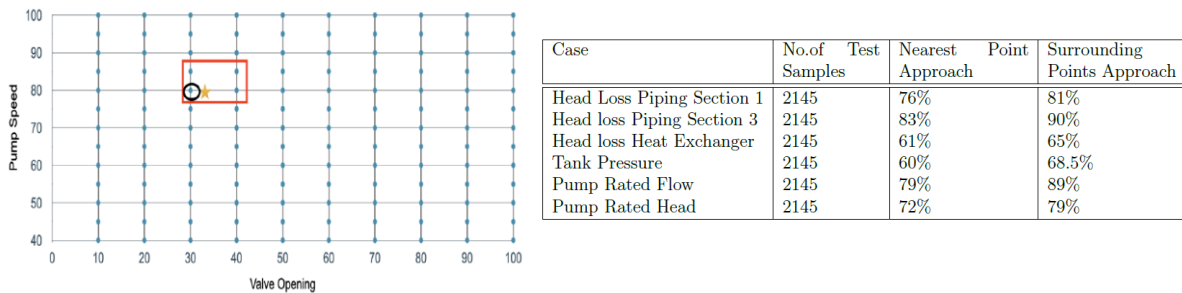 100
90
80
70
60
50
40
Pump Speed
0 10 20 30 40 50 60 70 80 90 100
Valve Opening
Case No.of Test Samples Nearest Point Approach Surrounding Points Approach
Head Loss Piping Section 1 2145 76% 81%
Head loss Piping Section 3 2145 83% 90%
Head loss Heat Exchanger 2145 61% 65%
Tank Pressure 2145 60% 68.5%
Pump Rated Flow 2145 79% 89%
Pump Rated Head 2145 72% 79%